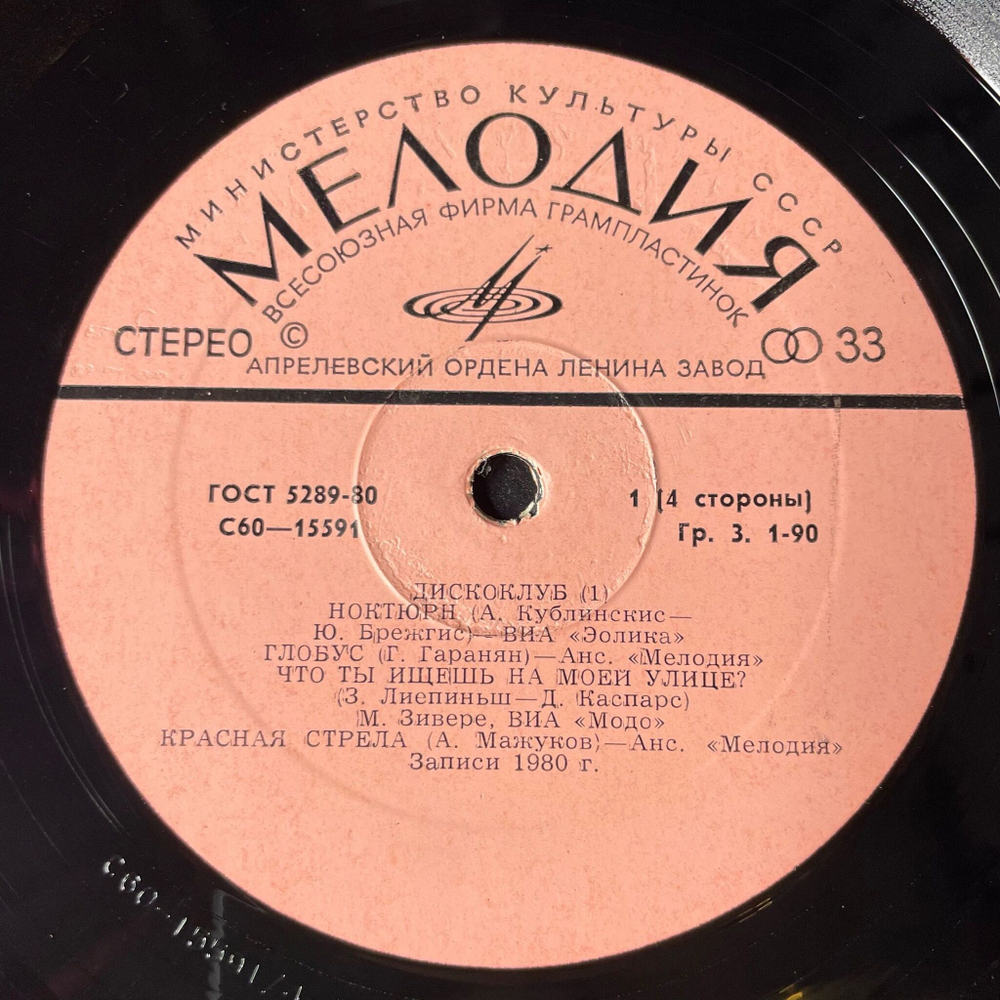 МИНИСТЕРСТВО КУЛЬТУРЫ СССР
МЕЛОДИЯ
ВСЕСОЮЗНАЯ ФИРМА ГРАМПЛАСТИНОК
СТЕРЕО © 33
АПРЕЛЕВСКИЙ ОРДЕНА ЛЕНИНА ЗАВОД
ГОСТ 5289-80 1 (4 стороны)
С60—15591 Гр. 3. 1-90
ДИСКОКЛУБ (1)
НОКТЮРН (А. Кублинскис—
Ю. Брежгис)—ВИА «Эолика»
ГЛОБУС (Г. Гаранян)—Анс. «Мелодия»
ЧТО ТЫ ИЩЕШЬ НА МОЕЙ УЛИЦЕ?
(З. Лиепиньш—Д. Каспарс)
М. Зивере, ВИА «Модо»
КРАСНАЯ СТРЕЛА (А. Мажуков)—Анс. «Мелодия»
Записи 1980 г.
С60-15591/